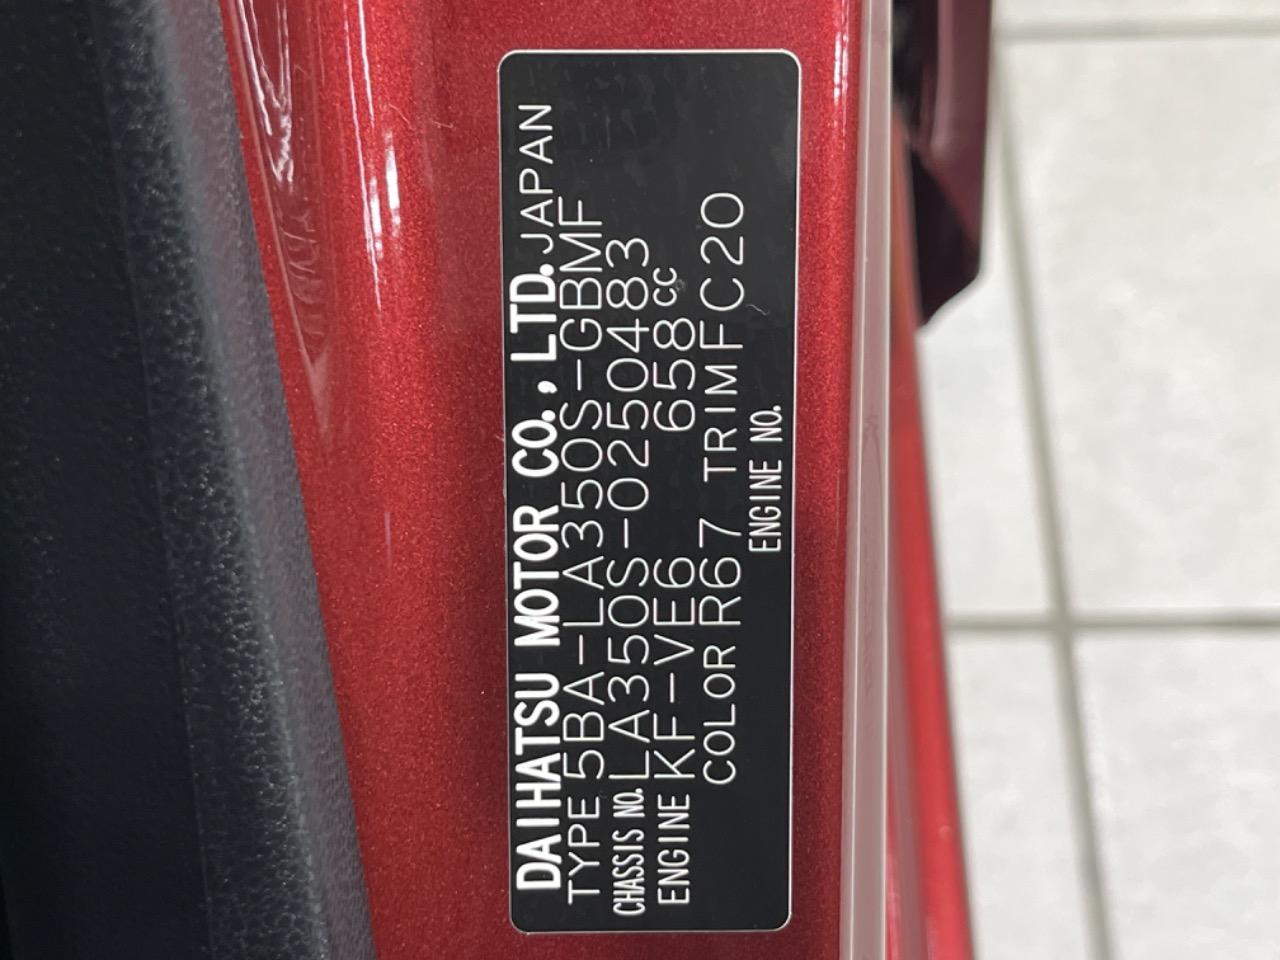 DAIHATSU MOTOR CO., LTD. JAPAN
TYPE 5BA-LA350S-GBMF
CHASSIS NO. LA350S-0250483
ENGINE KF-VE6 658cc
COLOR R67 TRIM FC20
ENGINE NO.